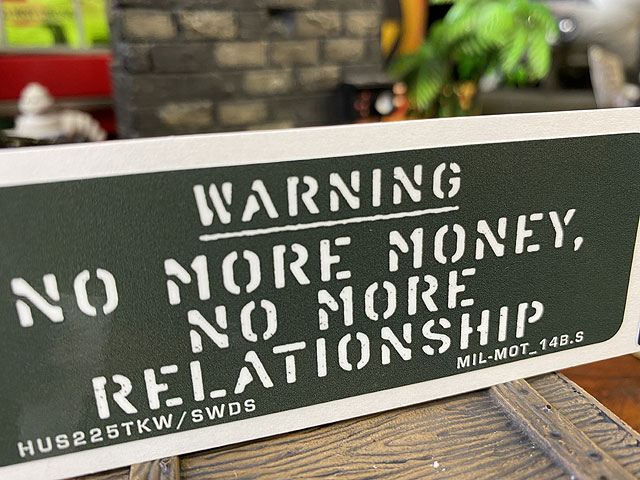 WARNING
NO MORE MONEY,
NO MORE
RELATIONSHIP
HUS225TKW/SWDS
MIL-MOT_14B.S